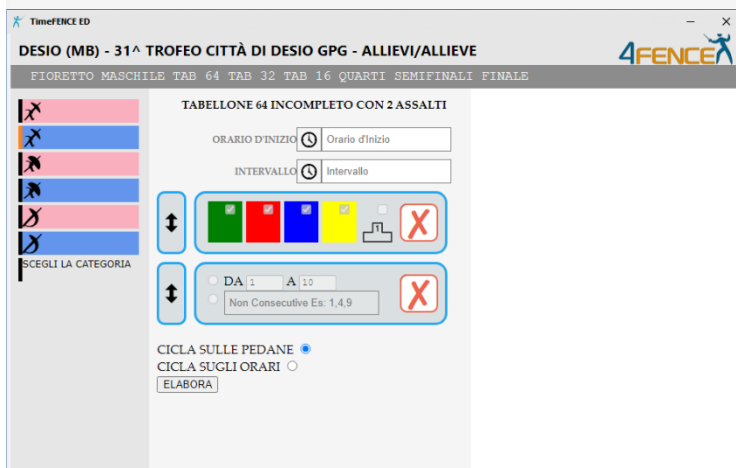 TimeFENCE ED
DESIO (MB) - 31^ TROFEO CITTÀ DI DESIO GPG - ALLIEVI/ALLIEVE
4FENCE
FIORETTO MASCHILE TAB 64 TAB 32 TAB 16 QUARTI SEMIFINALI FINALE
TABELLONE 64 INCOMPLETO CON 2 ASSALTI
ORARIO D'INIZIO Orario d'Inizio
INTERVALLO Intervallo
1
SCEGLI LA CATEGORIA
DA 1 A 10
Non Consecutive Es: 1,4,9
CICLA SULLE PEDANE
CICLA SUGLI ORARI
ELABORA